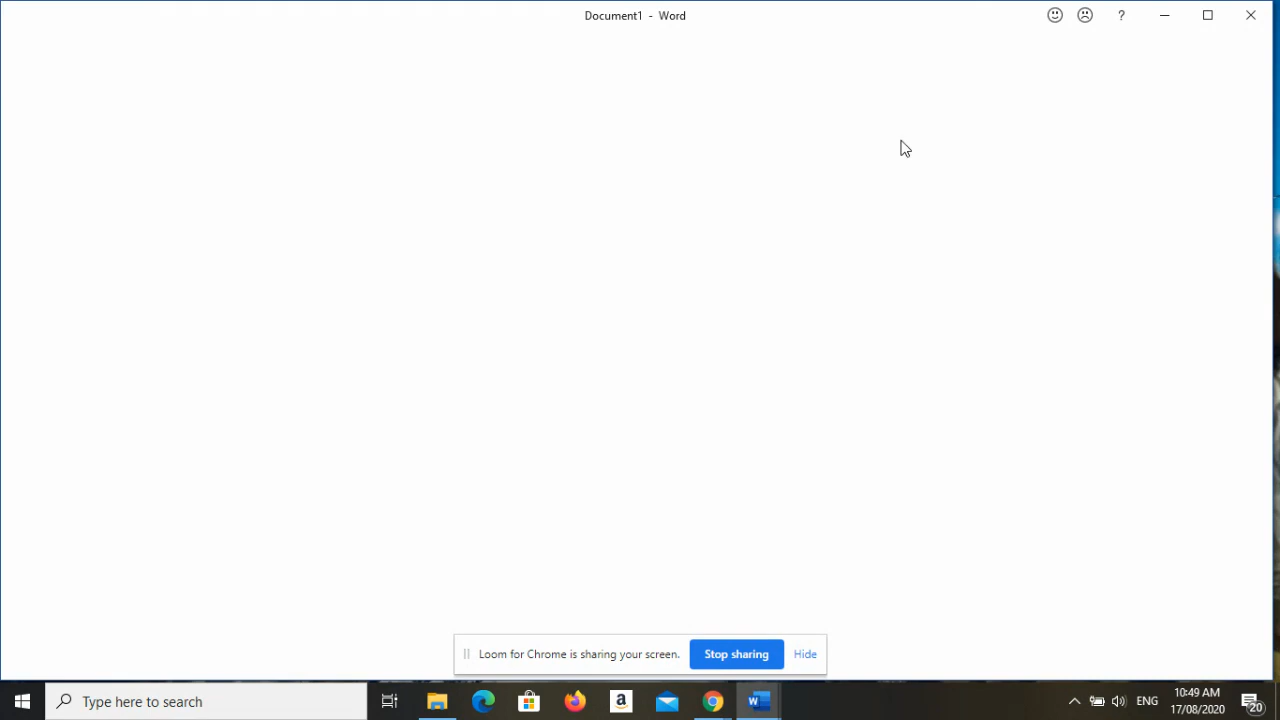 Document1 - Word
?
Loom for Chrome is sharing your screen.
Stop sharing
Hide
Type here to search
a
W
ENG
10:49 AM
17/08/2020
20